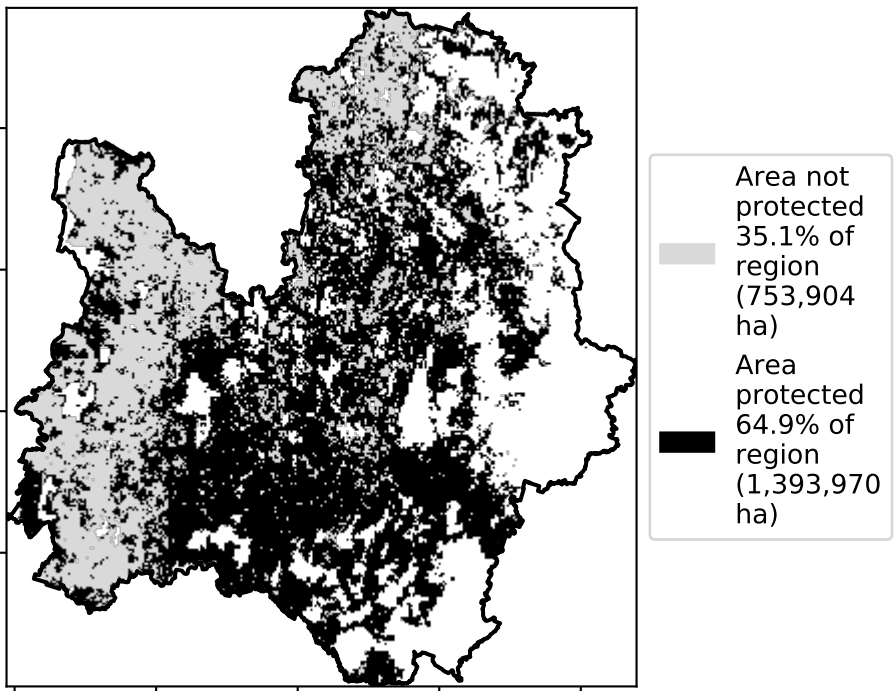 Area not
protected
35.1% of
region
(753,904
ha)
Area
protected
64.9% of
region
(1,393,970
ha)